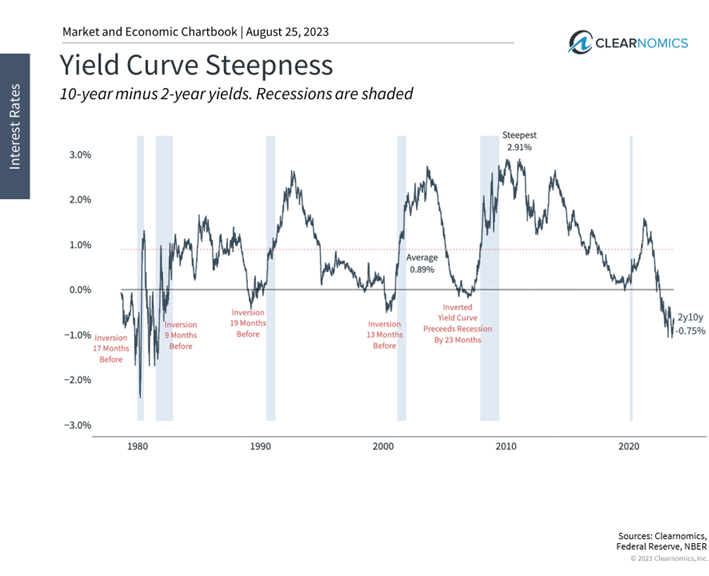 Market and Economic Chartbook | August 25, 2023
CLEARNOMICS
Interest Rates
Yield Curve Steepness
10-year minus 2-year yields. Recessions are shaded
3.0%
2.0%
1.0%
0.0%
-1.0%
-2.0%
-3.0%
Steepest
2.91%
Average
0.89%
Inversion
17 Months
Before
Inversion
9 Months
Before
Inversion
19 Months
Before
Inversion
13 Months
Before
Inverted
Yield Curve
Preceeds Recession
By 23 Months
2y10y
-0.75%
1980
1990
2000
2010
2020
Sources: Clearnomics,
Federal Reserve, NBER
© 2023 Clearnomics, Inc.